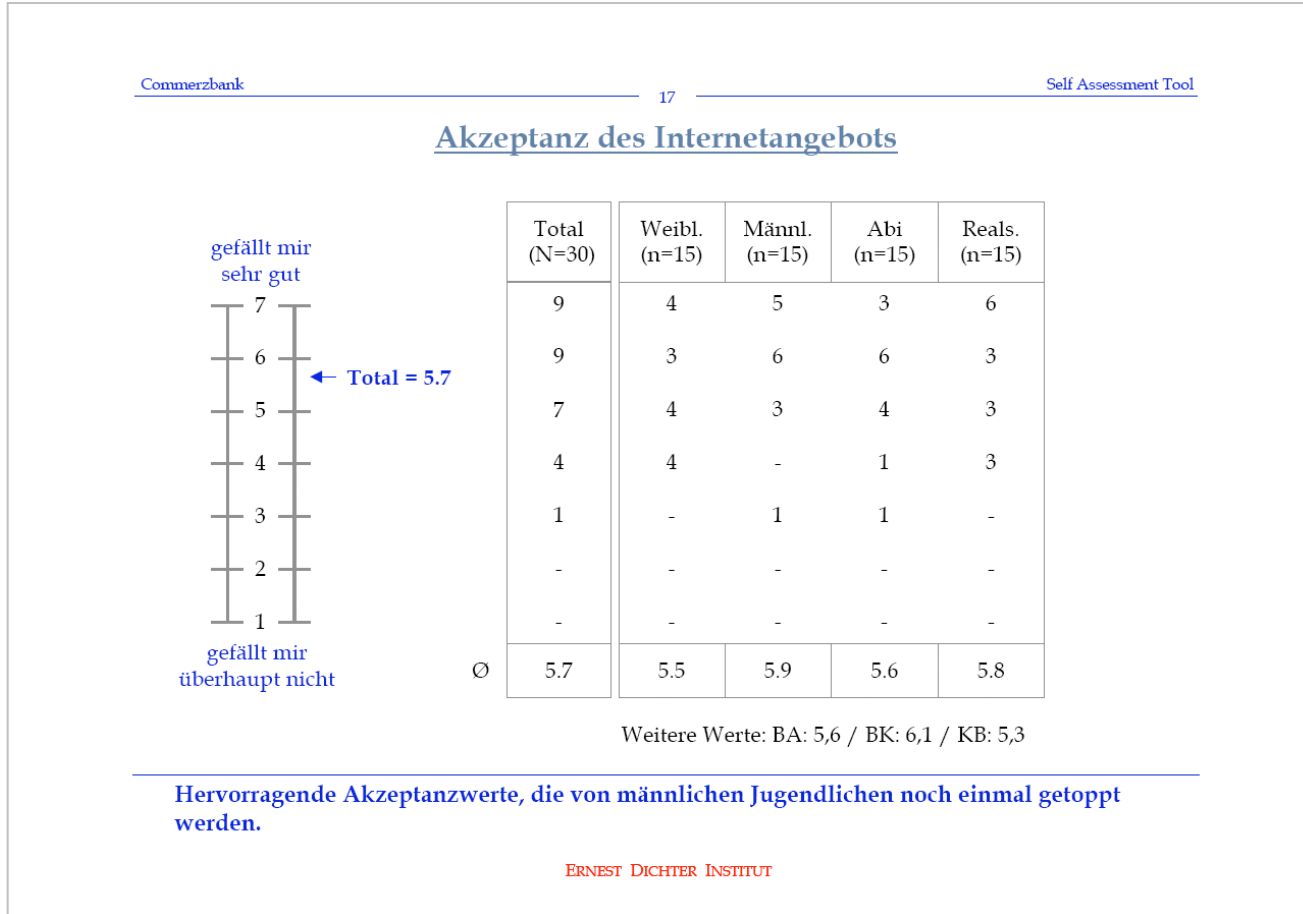 Commerzbank 17 Self Assessment Tool
Akzeptanz des Internetangebots
gefällt mir
sehr gut
Total Weibl. Männl. Abi Reals.
(N=30) (n=15) (n=15) (n=15) (n=15)
7 9 4 5 3 6
6 9 3 6 6 3
Total = 5.7
5 7 4 3 4 3
4 4 4 - 1 3
3 1 - 1 1 -
2 - - - - -
1 - - - - -
gefällt mir
überhaupt nicht
Ø 5.7 5.5 5.9 5.6 5.8
Weitere Werte: BA: 5,6 / BK: 6,1 / KB: 5,3
Hervorragende Akzeptanzwerte, die von männlichen Jugendlichen noch einmal getoppt
werden.
ERNEST DICHTER INSTITUT